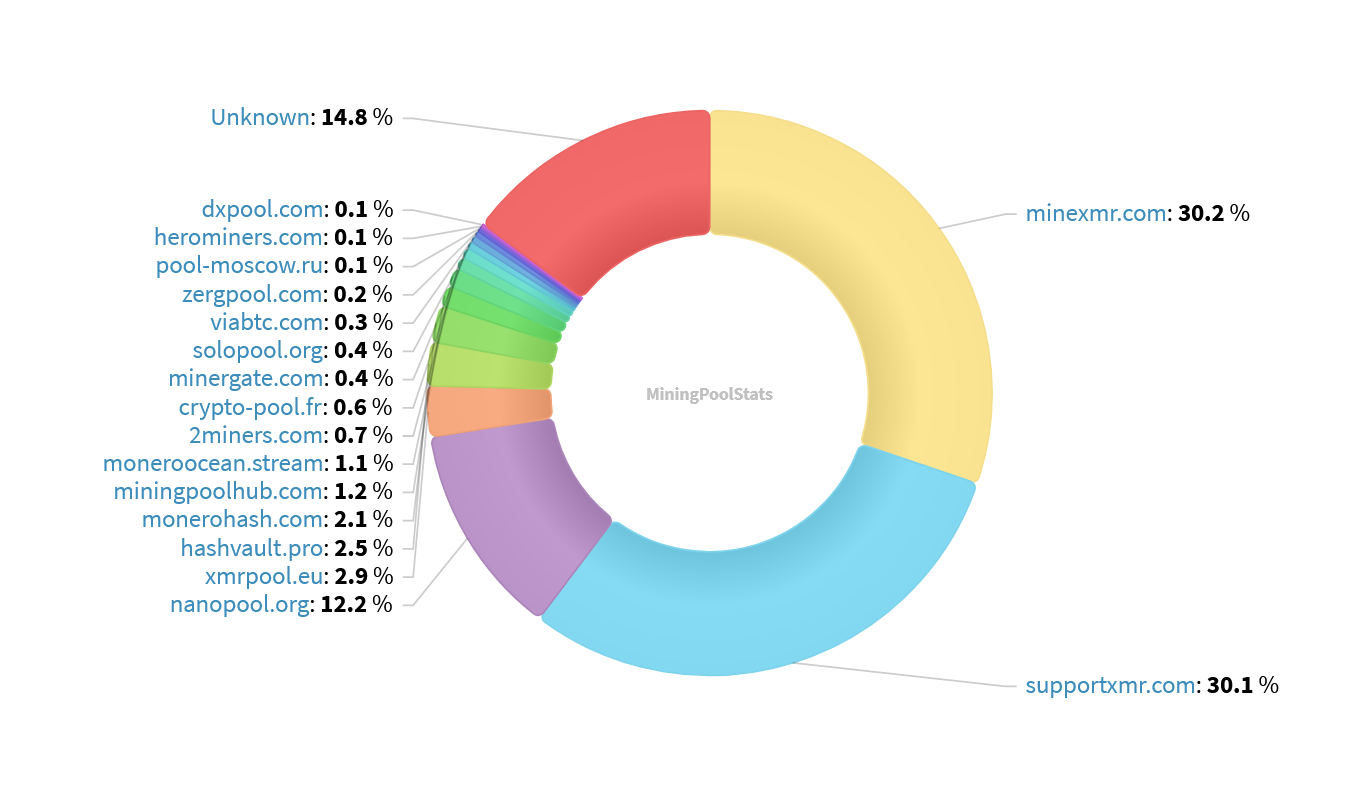 Unknown: 14.8 %
dxpool.com: 0.1 %
herominers.com: 0.1 %
pool-moscow.ru: 0.1 %
zergpool.com: 0.2 %
viabtc.com: 0.3 %
solopool.org: 0.4 %
minergate.com: 0.4 %
crypto-pool.fr: 0.6 %
2miners.com: 0.7 %
moneroocean.stream: 1.1 %
miningpoolhub.com: 1.2 %
monerohash.com: 2.1 %
hashvault.pro: 2.5 %
xmrpool.eu: 2.9 %
nanopool.org: 12.2 %
MiningPoolStats
minexmr.com: 30.2 %
supportxmr.com: 30.1 %